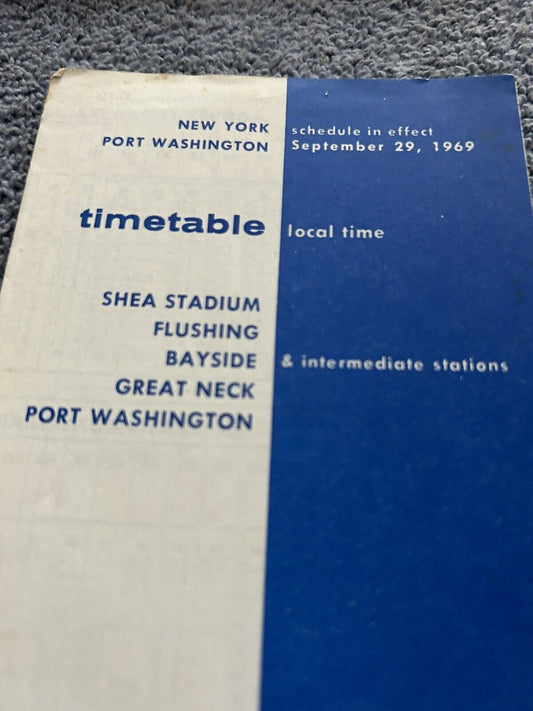 NEW YORK schedule in effect
PORT WASHINGTON September 29, 1969
timetable local time
SHEA STADIUM
FLUSHING
BAYSIDE & intermediate stations
GREAT NECK
PORT WASHINGTON